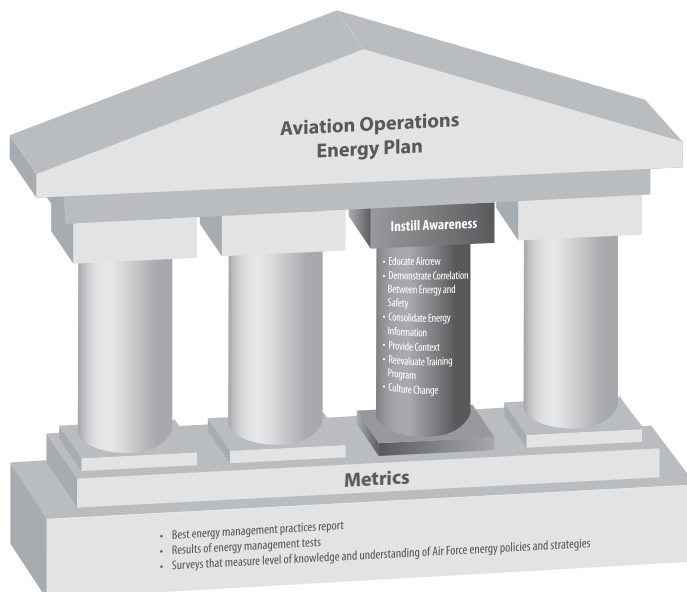 Aviation Operations
Energy Plan
Instill Awareness
• Educate Aircrew
• Demonstrate Correlation
Between Energy and
Safety
• Consolidate Energy
Information
• Provide Context
• Reevaluate Training
Program
• Culture Change
Metrics
• Best energy management practices report
• Results of energy management tests
• Surveys that measure level of knowledge and understanding of Air Force energy policies and strategies